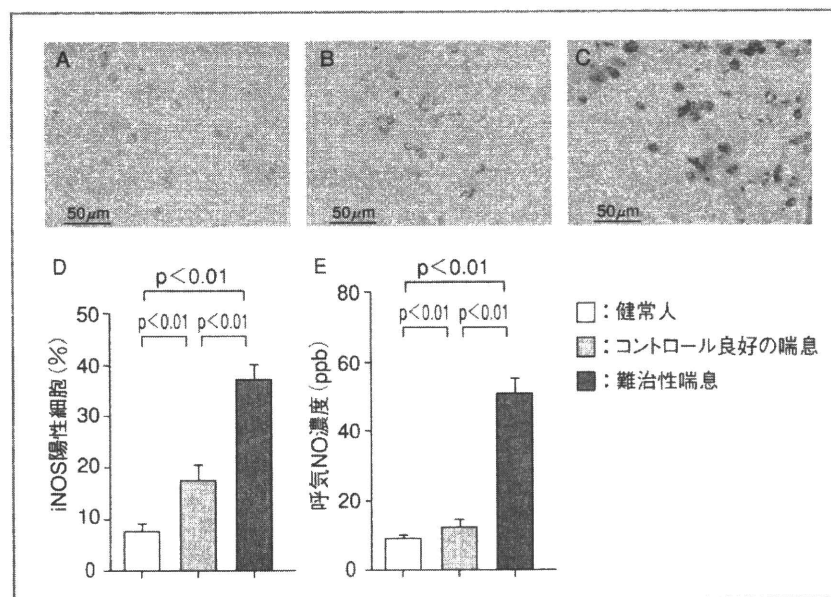 A
B
C
50μm
50μm
50μm
D
p<0.01
p<0.01
p<0.01
iNOS陽性細胞(%)
50
40
30
20
10
0
E
p<0.01
p<0.01
p<0.01
呼気NO濃度(ppb)
80
60
40
20
0
:健常人
:コントロール良好の喘息
:難治性喘息